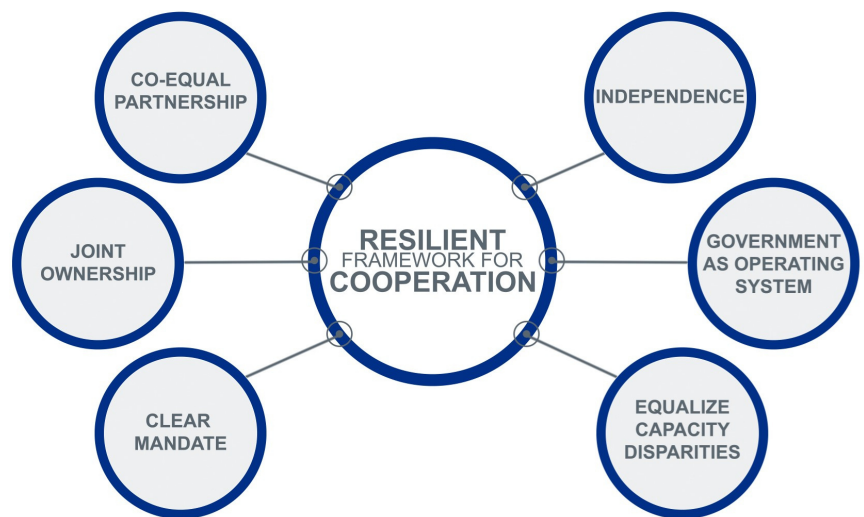 CO-EQUAL
PARTNERSHIP
INDEPENDENCE
JOINT
OWNERSHIP
RESILIENT
FRAMEWORK FOR
COOPERATION
GOVERNMENT
AS OPERATING
SYSTEM
CLEAR
MANDATE
EQUALIZE
CAPACITY
DISPARITIES